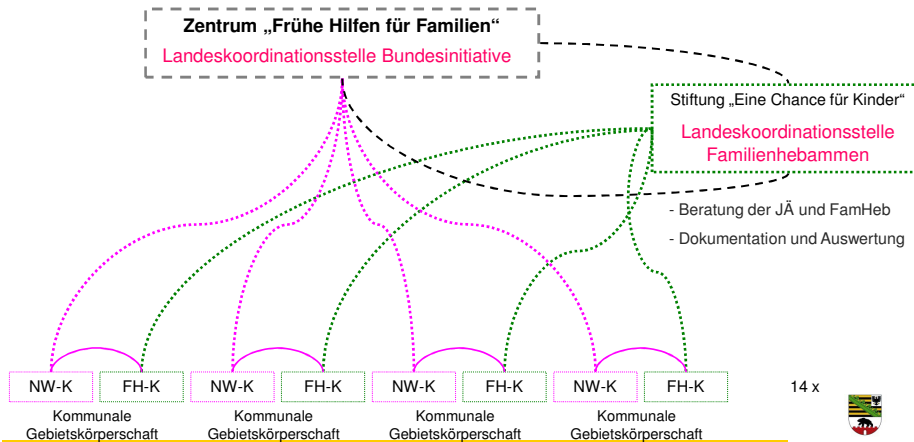 Zentrum „Frühe Hilfen für Familien“
Landeskoordinationsstelle Bundesinitiative
Stiftung „Eine Chance für Kinder“
Landeskoordinationsstelle
Familienhebammen
- Beratung der JÄ und FamHeb
- Dokumentation und Auswertung
NW-K FH-K NW-K FH-K NW-K FH-K NW-K FH-K 14 x
Kommunale Kommunale Kommunale Kommunale
Gebietskörperschaft Gebietskörperschaft Gebietskörperschaft Gebietskörperschaft